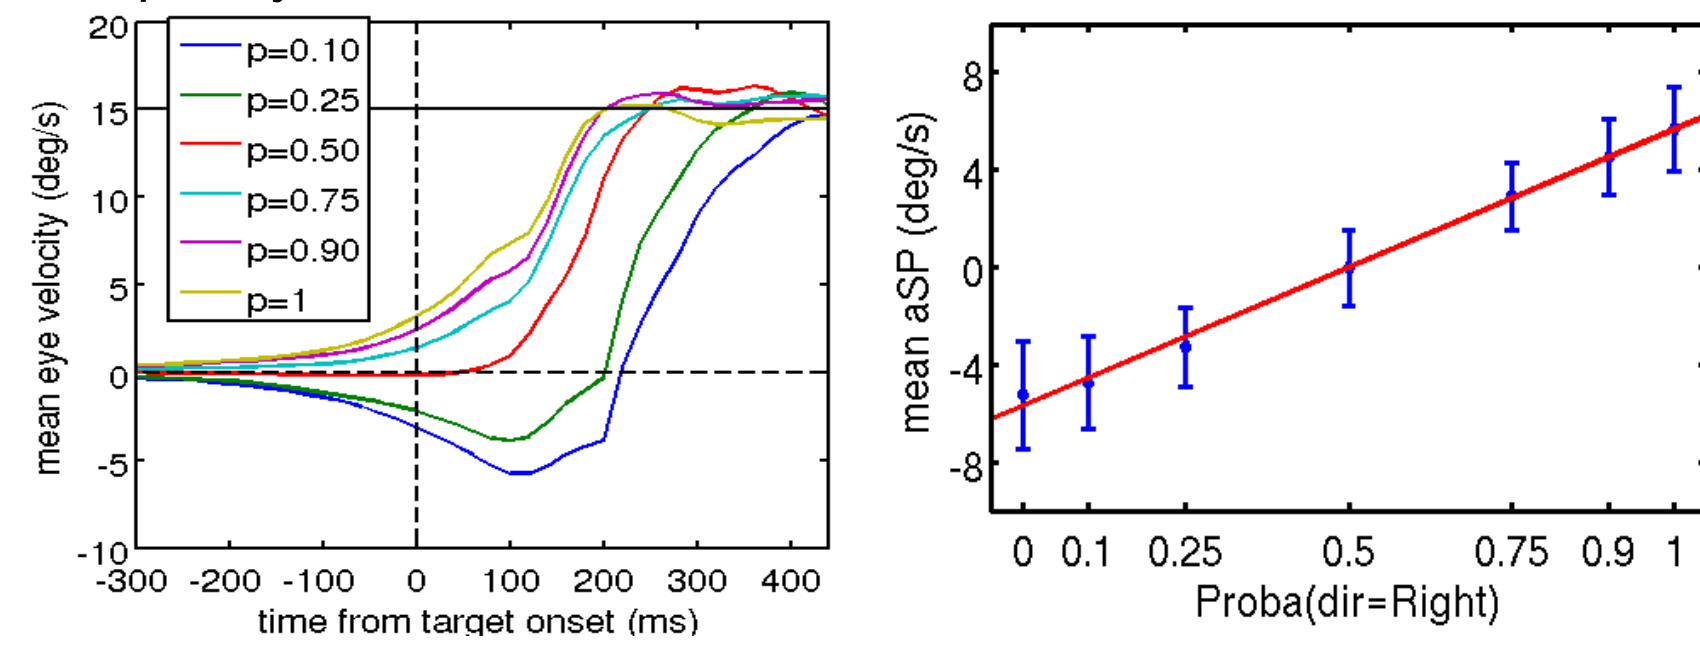 20
15
10
5
0
-5
-10
mean eye velocity (deg/s)
p=0.10
p=0.25
p=0.50
p=0.75
p=0.90
p=1
-300 -200 -100 0 100 200 300 400
time from target onset (ms)
8
4
0
-4
-8
mean aSP (deg/s)
0 0.1 0.25 0.5 0.75 0.9 1
Proba(dir=Right)